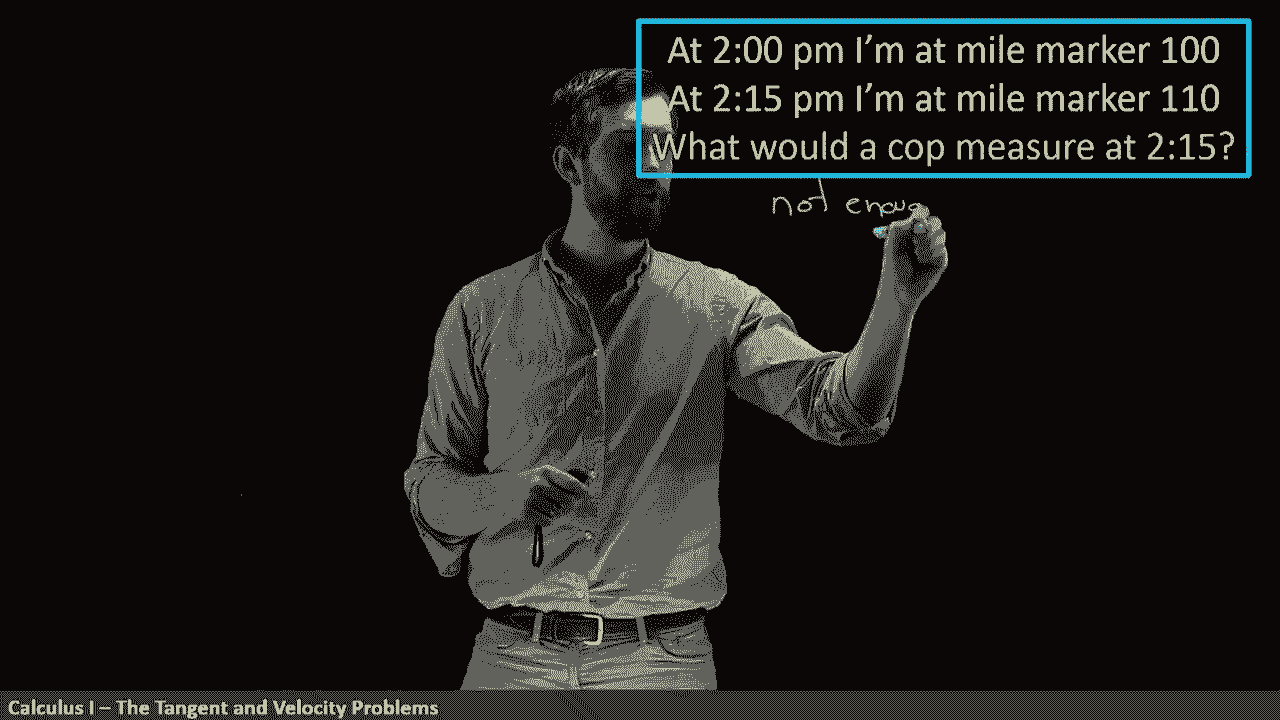 At 2:00 pm I’m at mile marker 100
At 2:15 pm I’m at mile marker 110
What would a cop measure at 2:15?
not enoug
Calculus I – The Tangent and Velocity Problems